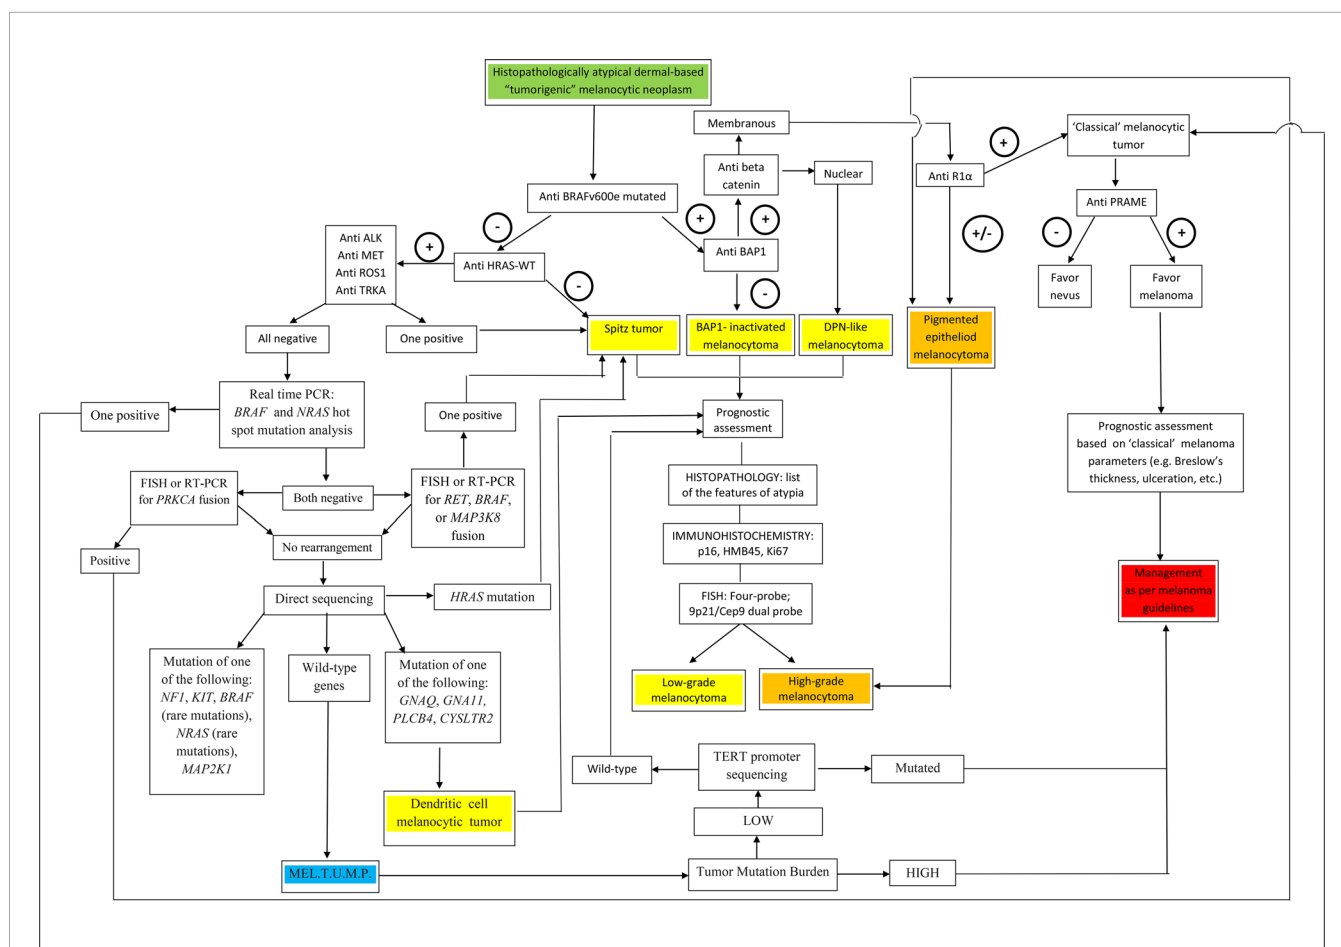 Histopathologically atypical dermal-based
“tumorigenic” melanocytic neoplasm
Membranous
‘Classical’ melanocytic
tumor
+
Anti beta
catenin
Nuclear
Anti R1α
Anti BRAFv600e mutated
Anti PRAME
+
+
-
+/-
-
+
Anti ALK
Anti MET
Anti ROS1
Anti TRKA
+
Anti HRAS-WT
Anti BAP1
-
-
Favor
nevus
Favor
melanoma
All negative
One positive
Spitz tumor
BAP1- inactivated
melanocytoma
DPN-like
melanocytoma
Pigmented
epitheliod
melanocytoma
One positive
Real time PCR:
BRAF and NRAS hot
spot mutation analysis
One positive
Prognostic
assessment
Prognostic assessment
based on ‘classical’ melanoma
parameters (e.g. Breslow’s
thickness, ulceration, etc.)
FISH or RT-PCR
for PRKCA fusion
Both negative
FISH or RT-PCR
for RET, BRAF,
or MAP3K8
fusion
HISTOPATHOLOGY: list
of the features of atypia
No rearrangement
IMMUNOHISTOCHEMISTRY:
p16, HMB45, Ki67
Positive
Direct sequencing
HRAS mutation
FISH: Four-probe;
9p21/Cep9 dual probe
Management
as per melanoma
guidelines
Mutation of one
of the following:
NF1, KIT, BRAF
(rare mutations),
NRAS (rare
mutations),
MAP2K1
Wild-type
genes
Mutation of one
of the following:
GNAQ, GNA11,
PLCB4, CYSLTR2
Low-grade
melanocytoma
High-grade
melanocytoma
Wild-type
TERT promoter
sequencing
Mutated
Dendritic cell
melanocytic tumor
LOW
MEL.T.U.M.P.
Tumor Mutation Burden
HIGH